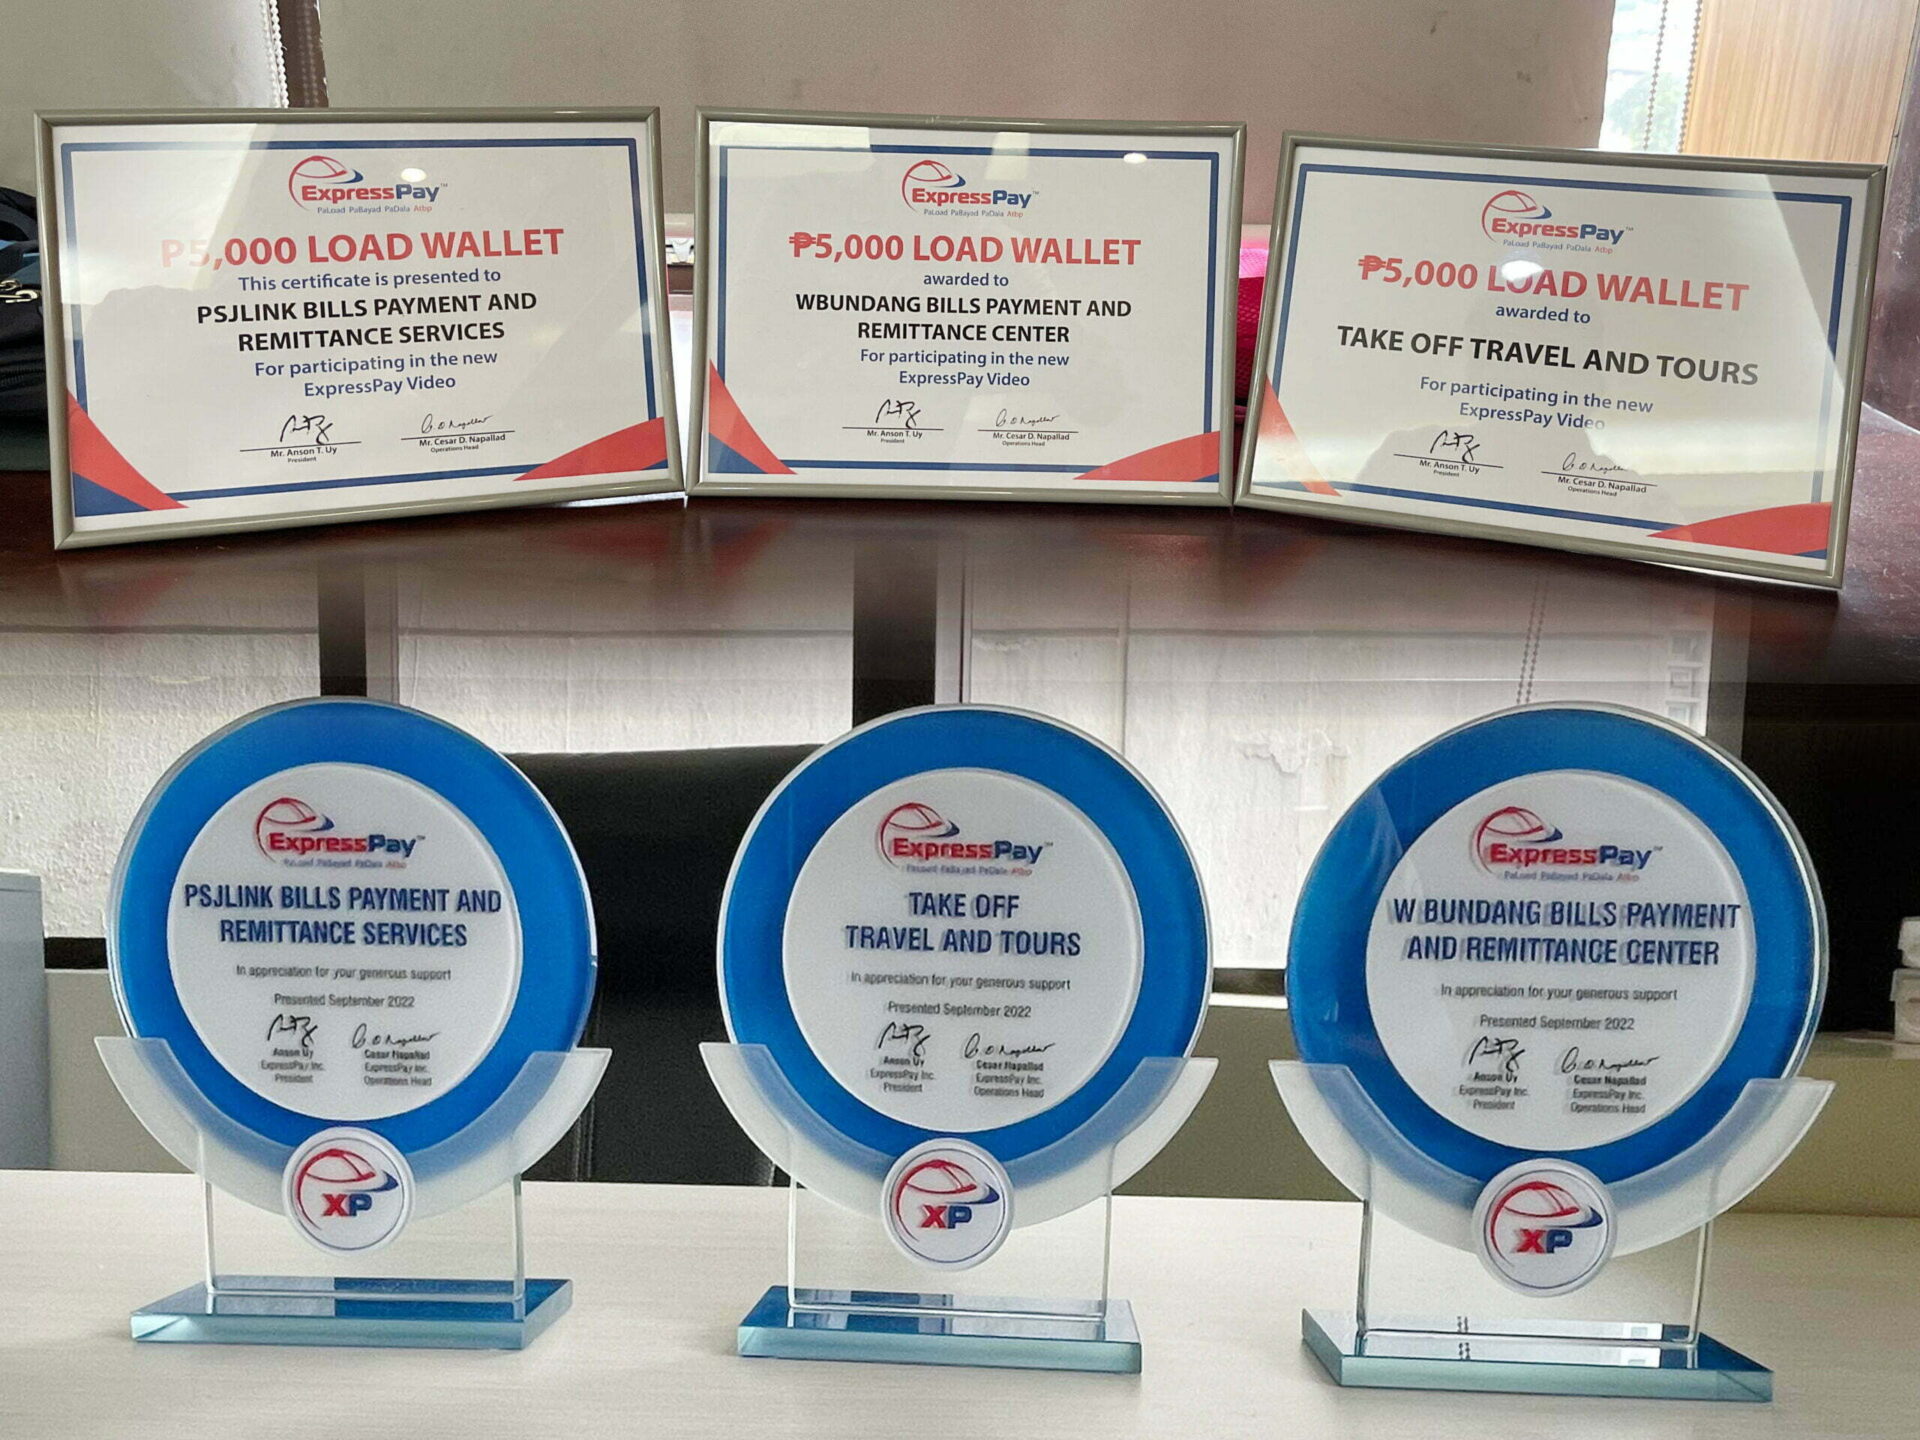 ExpressPay™
PaLoad PaBayad PaDala Atbp
P5,000 LOAD WALLET
This certificate is presented to
PSJLINK BILLS PAYMENT AND
REMITTANCE SERVICES
For participating in the new
ExpressPay Video
Mr. Anson T. Uy
President
Mr. Cesar D. Napallad
Operations Head
ExpressPay™
PaLoad PaBayad PaDala Atbp
₱5,000 LOAD WALLET
awarded to
WBUNDANG BILLS PAYMENT AND
REMITTANCE CENTER
For participating in the new
ExpressPay Video
Mr. Anson T. Uy
President
Mr. Cesar D. Napallad
Operations Head
ExpressPay™
PaLoad PaBayad PaDala Atbp
₱5,000 LOAD WALLET
awarded to
TAKE OFF TRAVEL AND TOURS
For participating in the new
ExpressPay Video
Mr. Anson T. Uy
President
Mr. Cesar D. Napallad
Operations Head
ExpressPay™
PaLoad PaBayad PaDala Atbp
PSJLINK BILLS PAYMENT AND
REMITTANCE SERVICES
In appreciation for your generous support
Presented September 2022
Anson Uy
ExpressPay Inc.
President
Cesar Napallad
ExpressPay Inc.
Operations Head
XP
ExpressPay™
PaLoad PaBayad PaDala Atbp
TAKE OFF
TRAVEL AND TOURS
In appreciation for your generous support
Presented September 2022
Anson Uy
ExpressPay Inc.
President
Cesar Napallad
ExpressPay Inc.
Operations Head
XP
ExpressPay™
PaLoad PaBayad PaDala Atbp
W BUNDANG BILLS PAYMENT
AND REMITTANCE CENTER
In appreciation for your generous support
Presented September 2022
Anson Uy
ExpressPay Inc.
President
Cesar Napallad
ExpressPay Inc.
Operations Head
XP